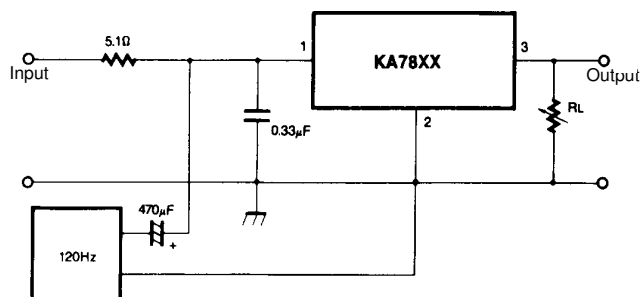 5.1Ω
Input
1
KA78XX
3
Output
0.33μF
2
RL
470μF
+
120Hz